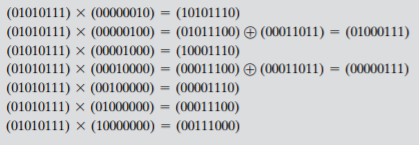 (01010111) × (00000010) = (10101110)
(01010111) × (00000100) = (01011100) ⊕ (00011011) = (01000111)
(01010111) × (00001000) = (10001110)
(01010111) × (00010000) = (00011100) ⊕ (00011011) = (00000111)
(01010111) × (00100000) = (00001110)
(01010111) × (01000000) = (00011100)
(01010111) × (10000000) = (00111000)